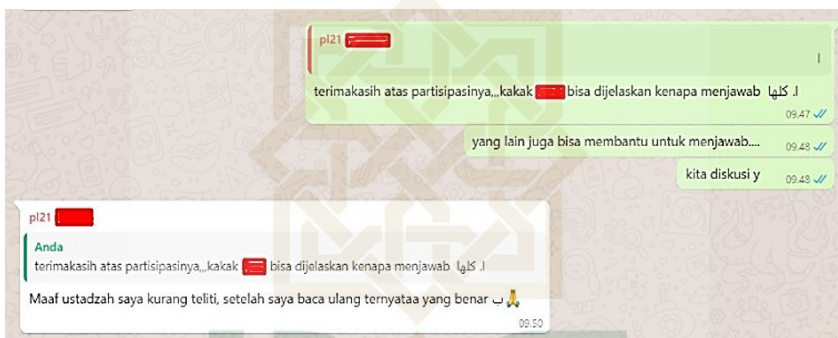 pl21
ا
terimakasih atas partisipasinya,,,kakak bisa dijelaskan kenapa menjawab ا. كلها
09.47
yang lain juga bisa membantu untuk menjawab....
09.48
kita diskusi y
09.48
pl21
Anda
terimakasih atas partisipasinya,,,kakak bisa dijelaskan kenapa menjawab ا. كلها
Maaf ustadzah saya kurang teliti, setelah saya baca ulang ternyataa yang benar ب 🙏
09.50